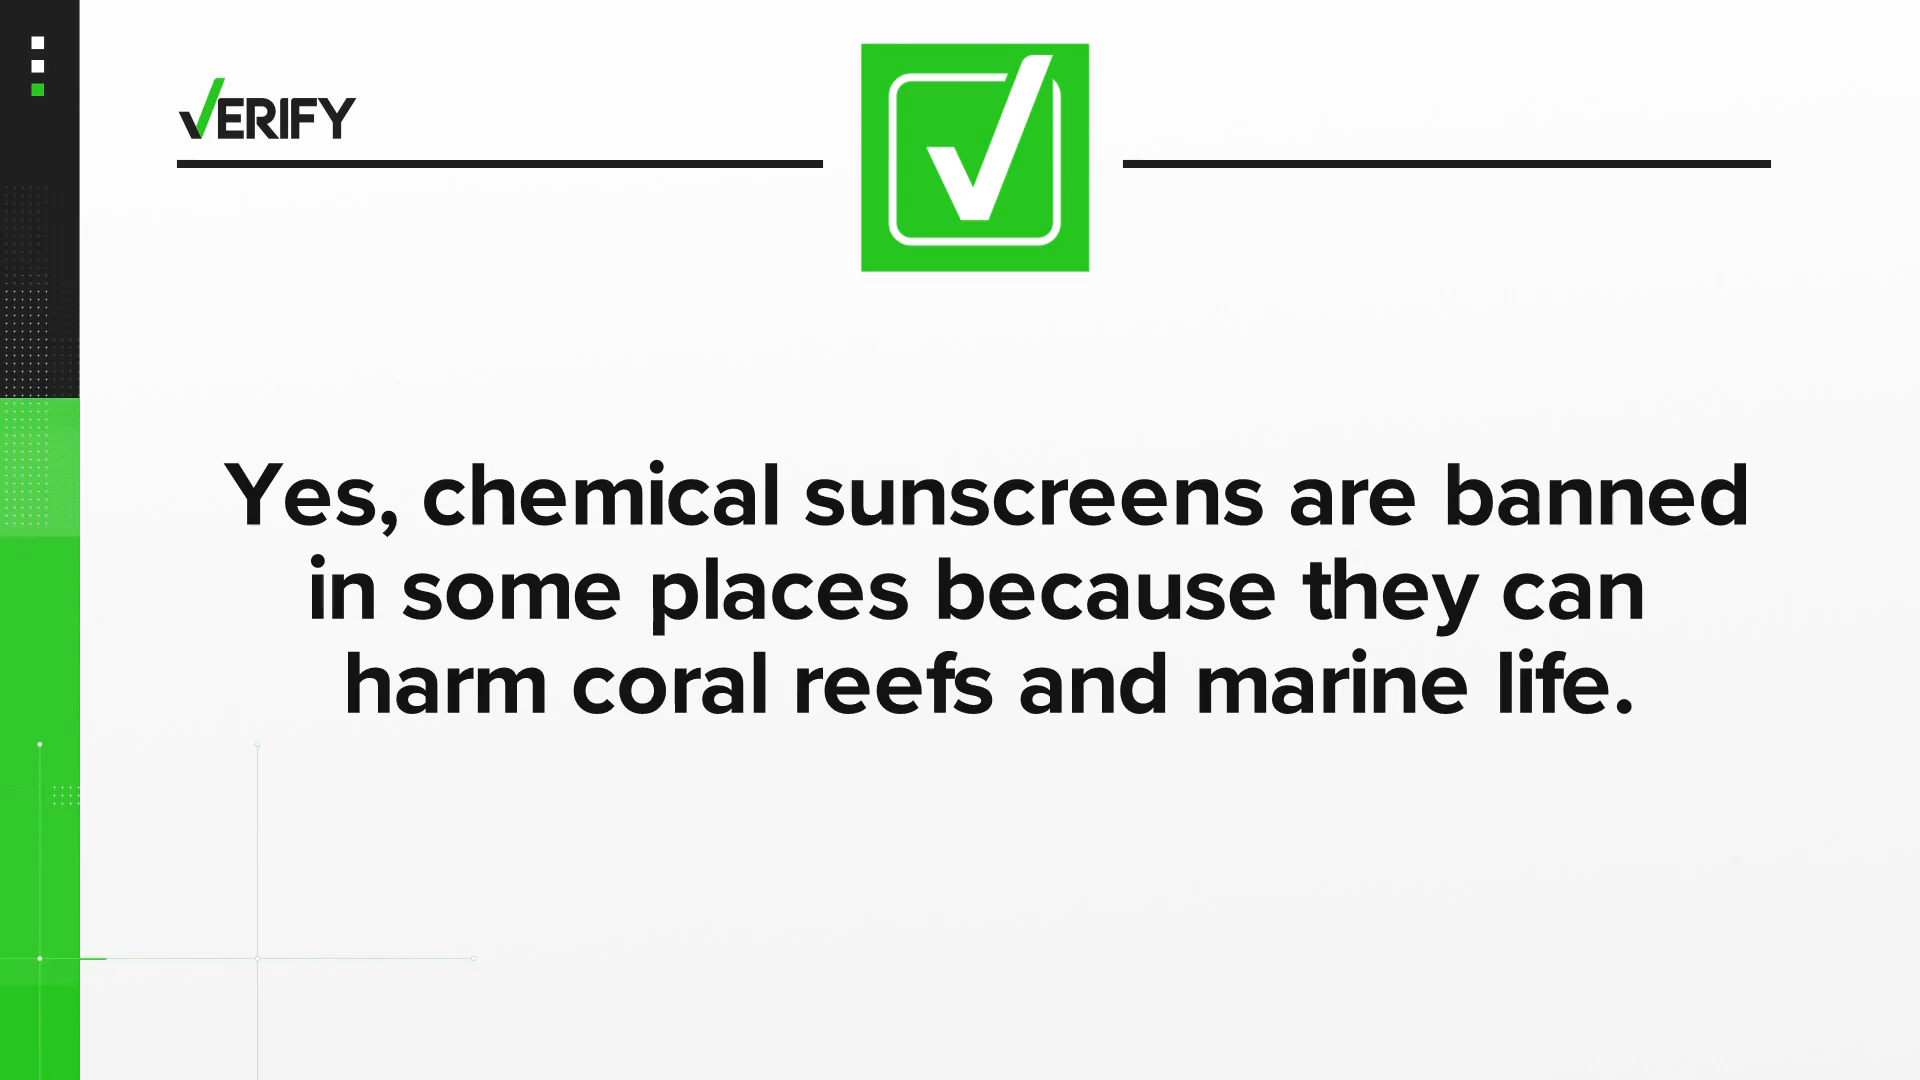 VERIFY
Yes, chemical sunscreens are banned
in some places because they can
harm coral reefs and marine life.